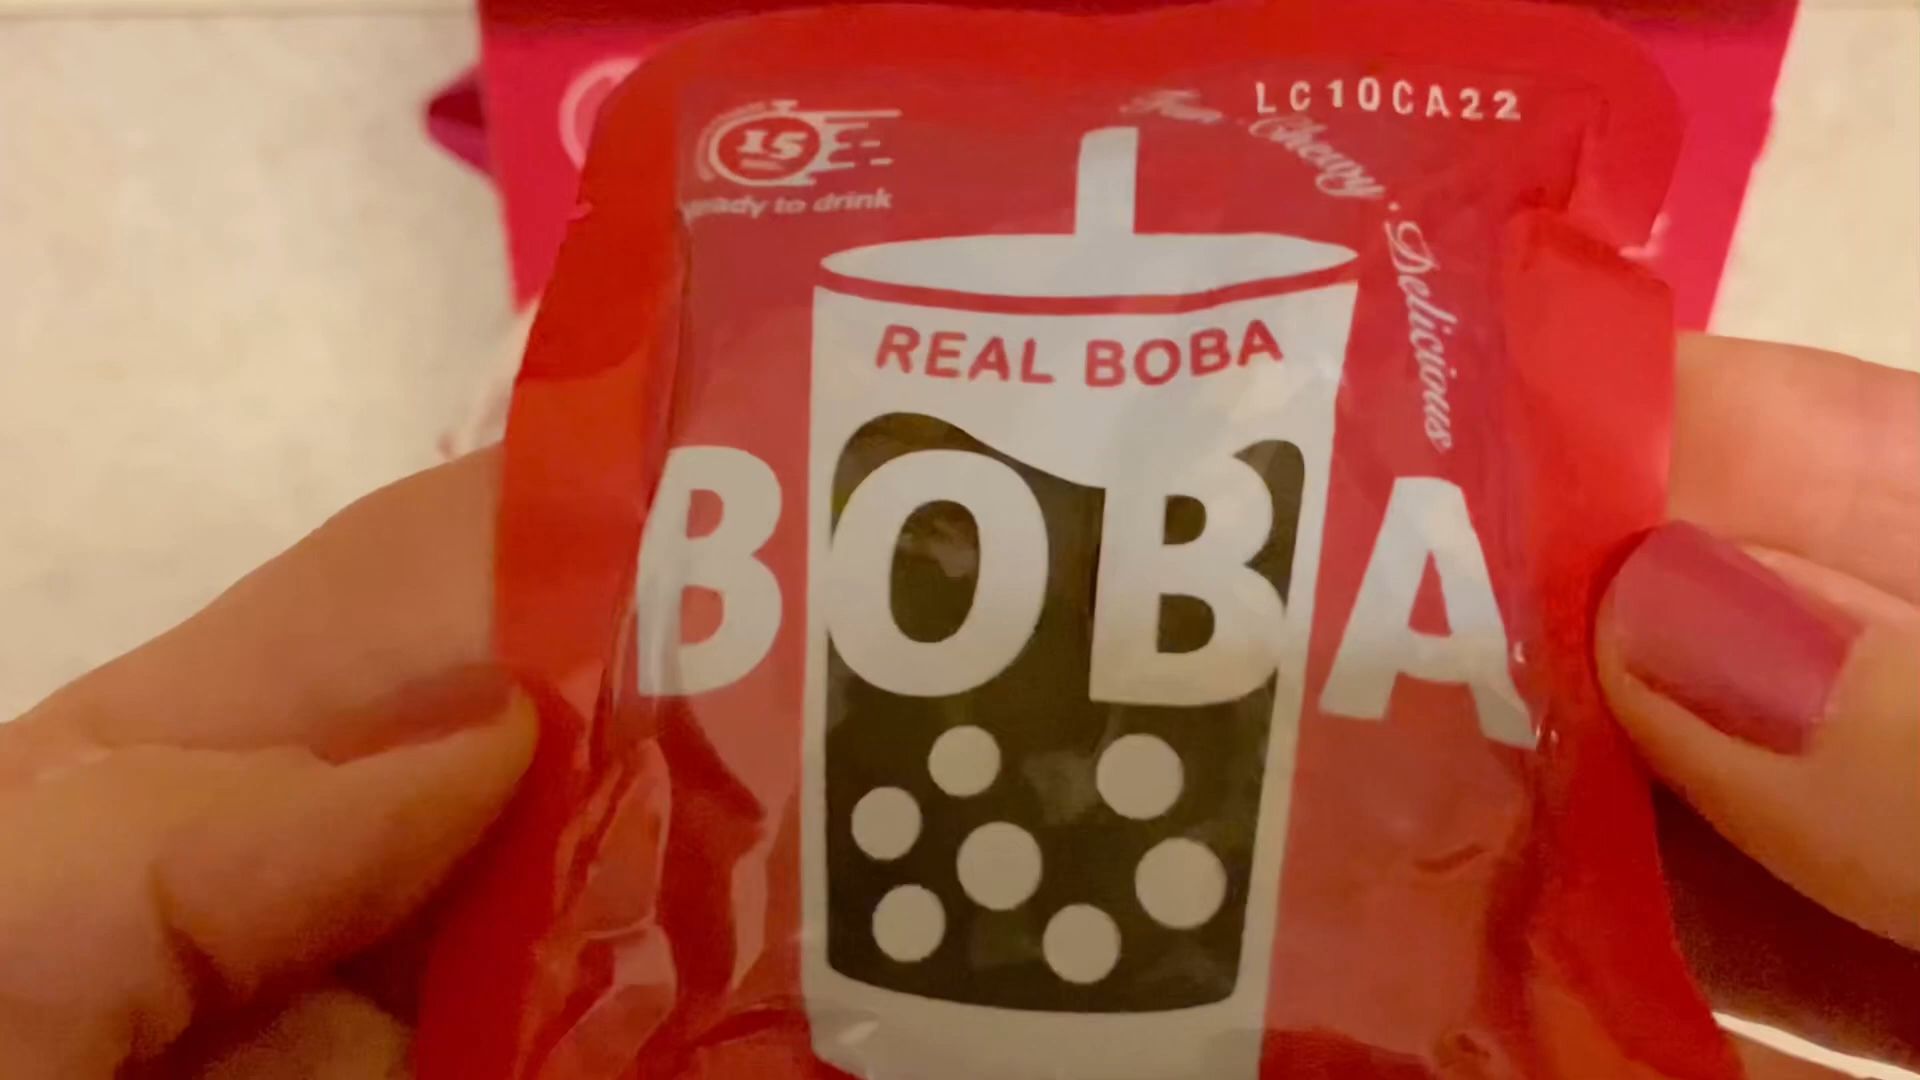 LC10CA22
15
ready to drink
Fun · Chewy · Delicious
REAL BOBA
BOBA